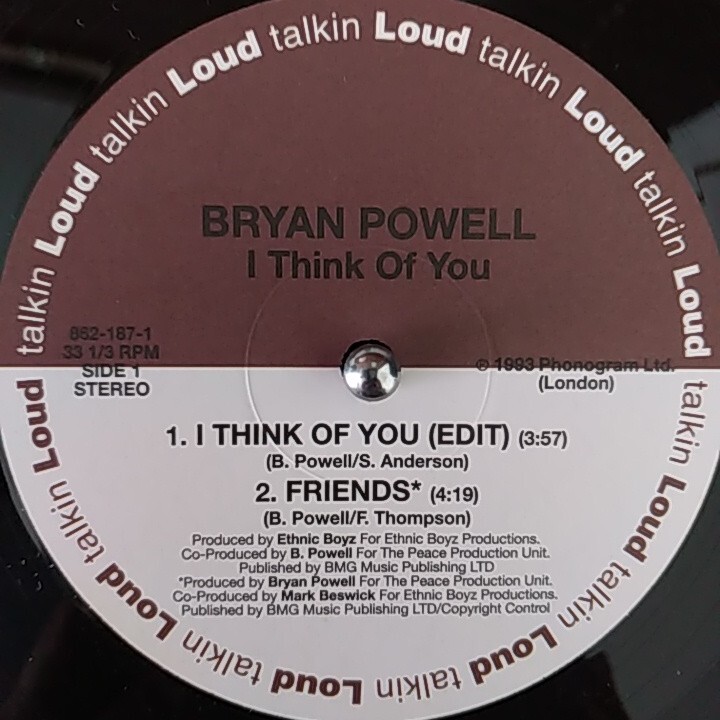 talkin Loud talkin Loud talkin Loud talkin Loud talkin Loud talkin Loud talkin Loud talkin Loud talkin Loud talkin Loud
BRYAN POWELL
I Think Of You
862-187-1
33 1/3 RPM
SIDE 1
STEREO
℗ 1993 Phonogram Ltd.
(London)
1. I THINK OF YOU (EDIT) (3:57)
(B. Powell/S. Anderson)
2. FRIENDS* (4:19)
(B. Powell/F. Thompson)
Produced by Ethnic Boyz For Ethnic Boyz Productions.
Co-Produced by B. Powell For The Peace Production Unit.
Published by BMG Music Publishing LTD
*Produced by Bryan Powell For The Peace Production Unit.
Co-Produced by Mark Beswick For Ethnic Boyz Productions.
Published by BMG Music Publishing LTD/Copyright Control